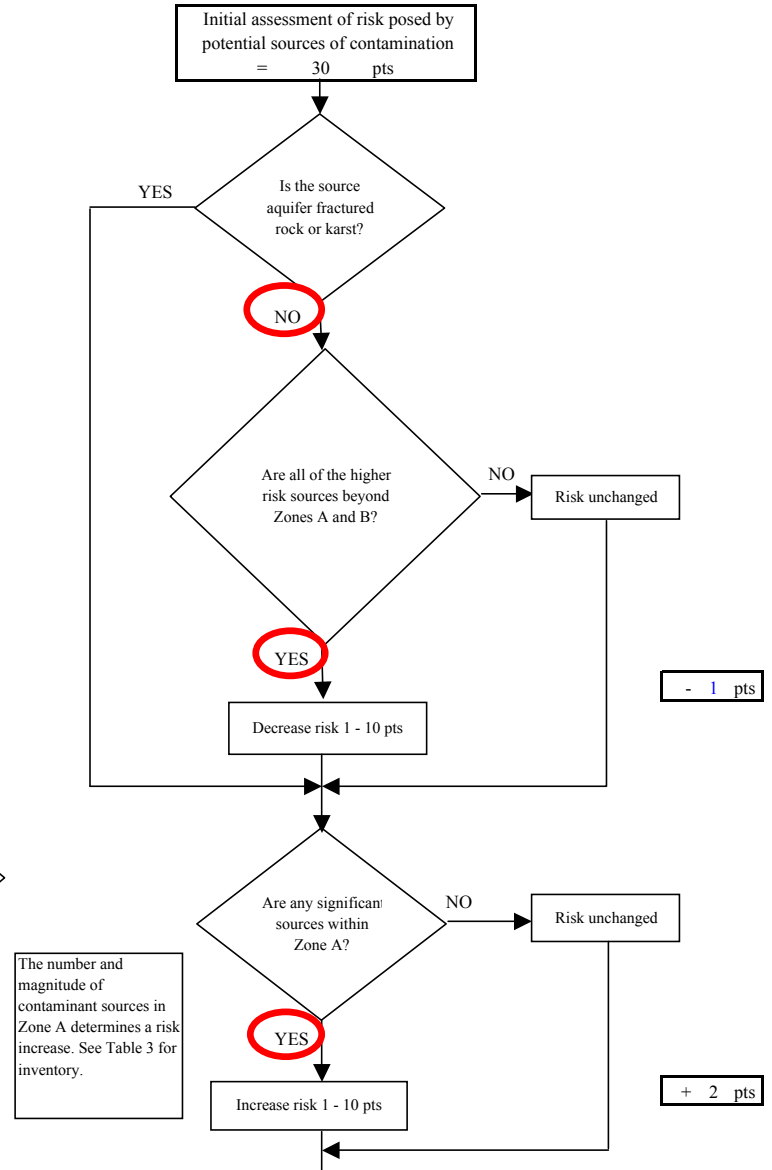 Initial assessment of risk posed by
potential sources of contamination
= 30 pts
YES
Is the source
aquifer fractured
rock or karst?
NO
Are all of the higher
risk sources beyond
Zones A and B?
NO
Risk unchanged
YES
- 1 pts
Decrease risk 1 - 10 pts
Are any significant
sources within
Zone A?
NO
Risk unchanged
The number and
magnitude of
contaminant sources in
Zone A determines a risk
increase. See Table 3 for
inventory.
YES
+ 2 pts
Increase risk 1 - 10 pts